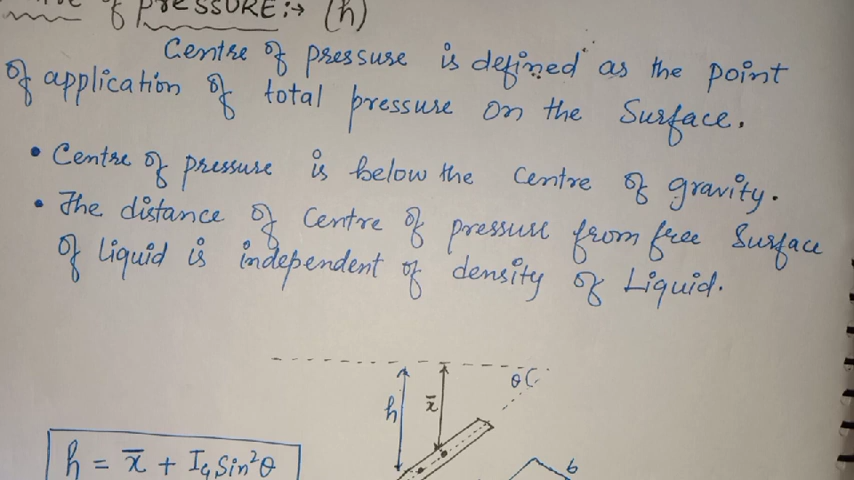 of PRESSURE :→ (h)
Centre of pressure is defined as the point
of application of total pressure on the Surface.
• Centre of pressure is below the centre of gravity.
• The distance of Centre of pressure from free Surface
of liquid is independent of density of Liquid.
θ
h
x̄
h = x̄ + IG Sin²θ
b